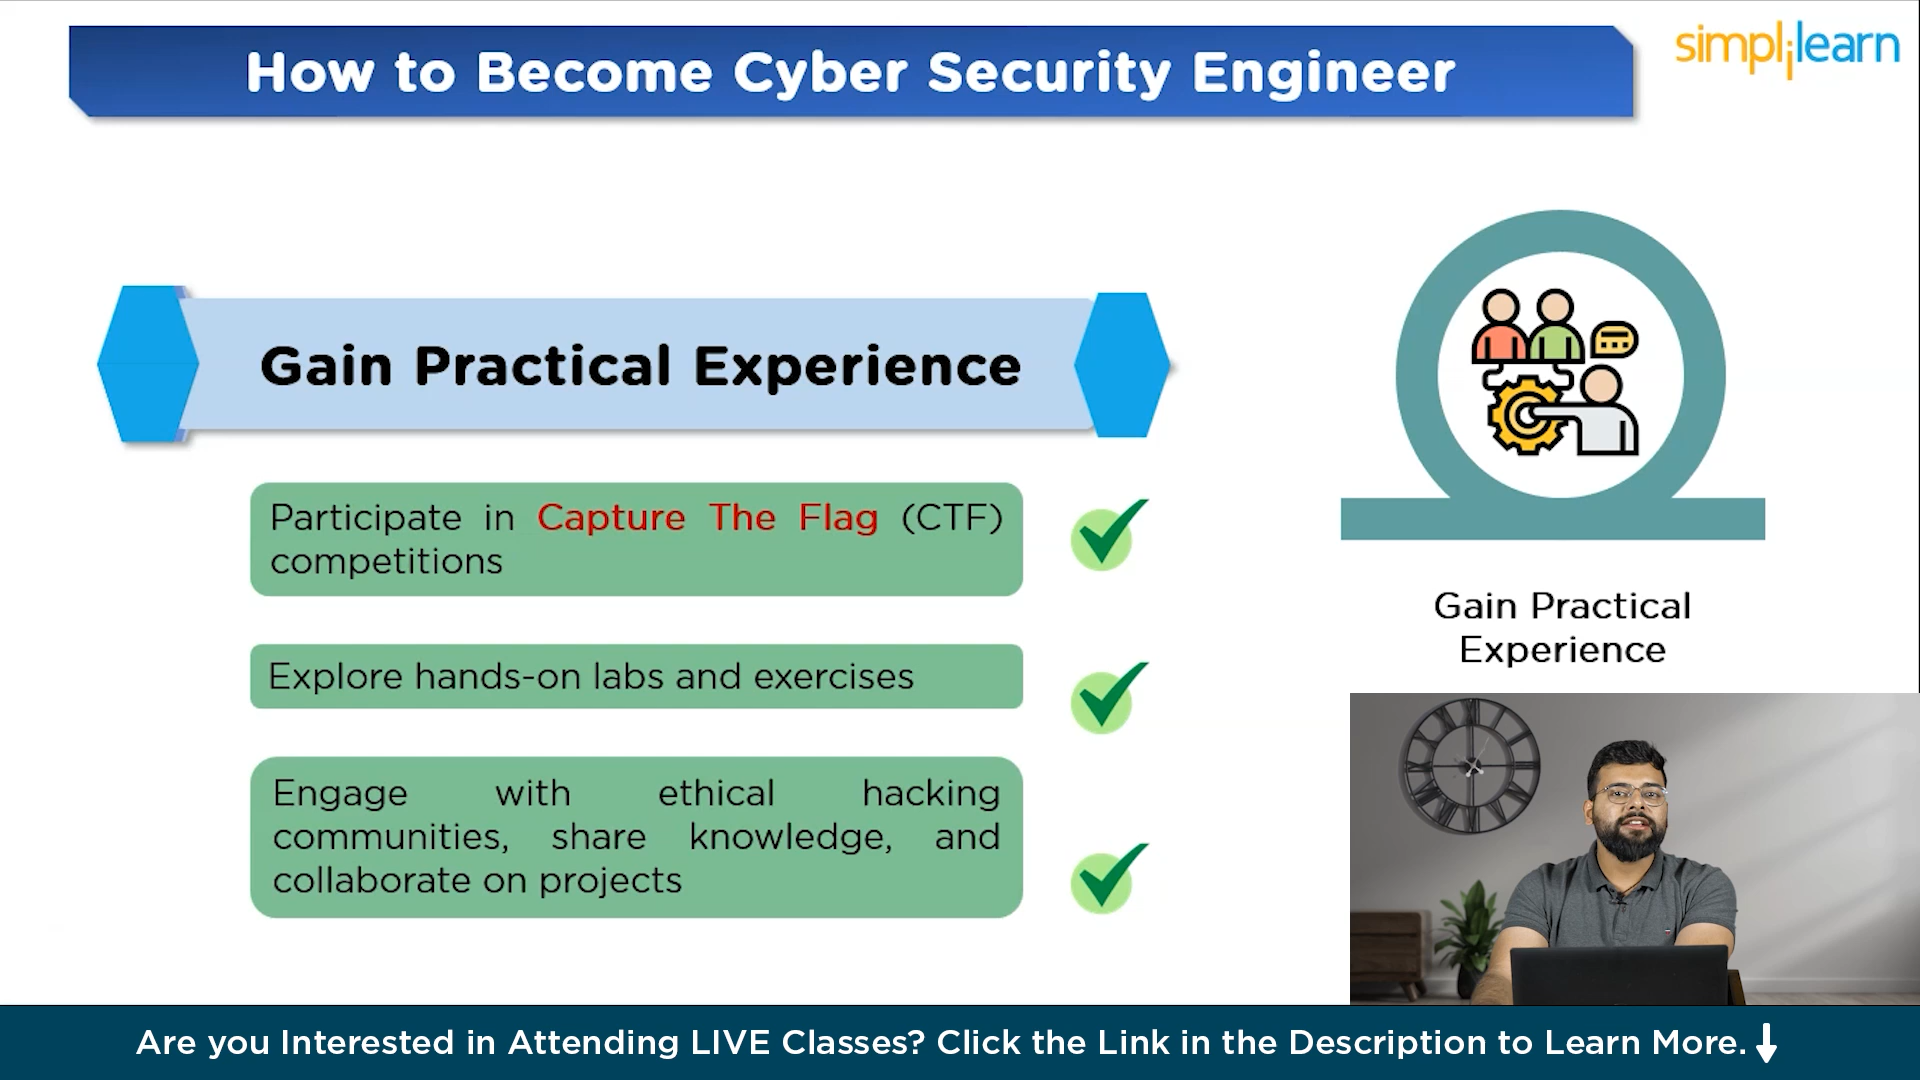 How to Become Cyber Security Engineer
simplilearn
Gain Practical Experience
Participate in Capture The Flag (CTF)
competitions
Explore hands-on labs and exercises
Engage with ethical hacking
communities, share knowledge, and
collaborate on projects
Gain Practical
Experience
Are you Interested in Attending LIVE Classes? Click the Link in the Description to Learn More.